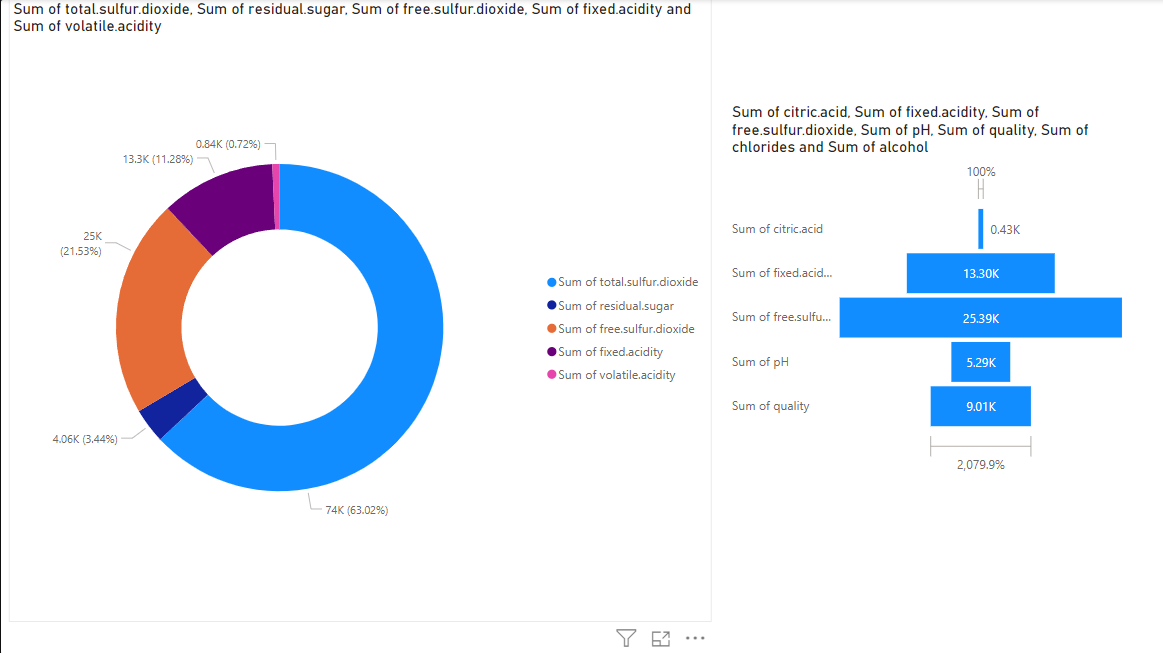 Sum of total.sulfur.dioxide, Sum of residual.sugar, Sum of free.sulfur.dioxide, Sum of fixed.acidity and
Sum of volatile.acidity
0.84K (0.72%)
13.3K (11.28%)
25K
(21.53%)
4.06K (3.44%)
74K (63.02%)
Sum of total.sulfur.dioxide
Sum of residual.sugar
Sum of free.sulfur.dioxide
Sum of fixed.acidity
Sum of volatile.acidity
Sum of citric.acid, Sum of fixed.acidity, Sum of
free.sulfur.dioxide, Sum of pH, Sum of quality, Sum of
chlorides and Sum of alcohol
100%
Sum of citric.acid 0.43K
Sum of fixed.acid... 13.30K
Sum of free.sulfu... 25.39K
Sum of pH 5.29K
Sum of quality 9.01K
2,079.9%